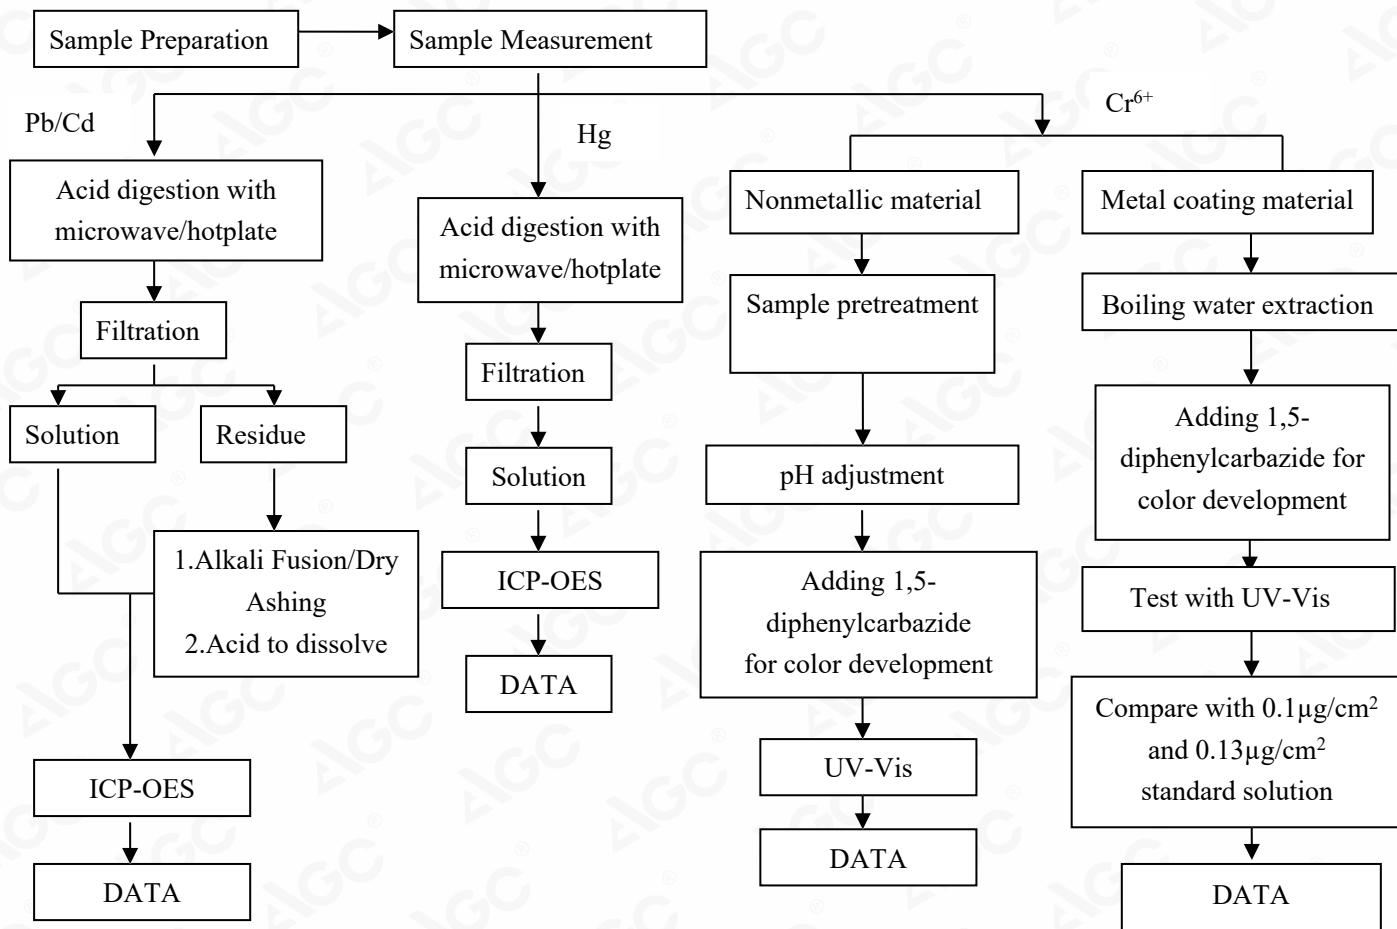 Sample Preparation
Sample Measurement
Pb/Cd
Hg
Cr⁶⁺
Acid digestion with
microwave/hotplate
Filtration
Solution
Residue
1.Alkali Fusion/Dry
Ashing
2.Acid to dissolve
ICP-OES
DATA
Acid digestion with
microwave/hotplate
Filtration
Solution
ICP-OES
DATA
Nonmetallic material
Sample pretreatment
pH adjustment
Adding 1,5-
diphenylcarbazide
for color development
UV-Vis
DATA
Metal coating material
Boiling water extraction
Adding 1,5-
diphenylcarbazide for
color development
Test with UV-Vis
Compare with 0.1µg/cm²
and 0.13µg/cm²
standard solution
DATA
AGC®